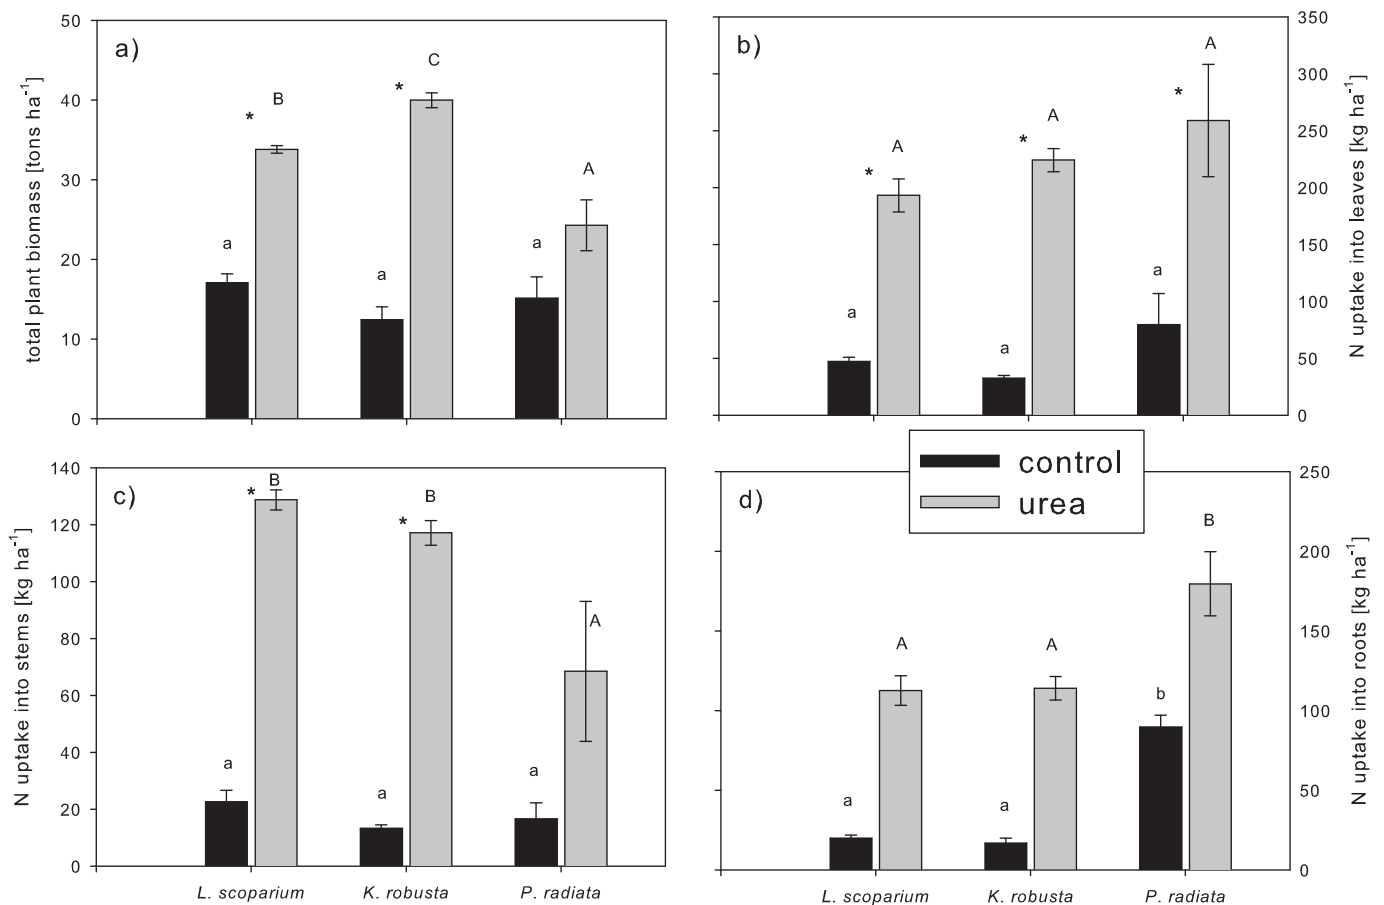 a)
total plant biomass [tons ha⁻¹]
50
40
30
20
10
0
a
* B
a
* C
a
A
b)
N uptake into leaves [kg ha⁻¹]
350
300
250
200
150
100
50
0
a
* A
a
* A
a
* A
control
urea
c)
N uptake into stems [kg ha⁻¹]
140
120
100
80
60
40
20
0
a
* B
a
* B
a
A
L. scoparium
K. robusta
P. radiata
d)
N uptake into roots [kg ha⁻¹]
250
200
150
100
50
0
a
A
a
A
b
B
L. scoparium
K. robusta
P. radiata